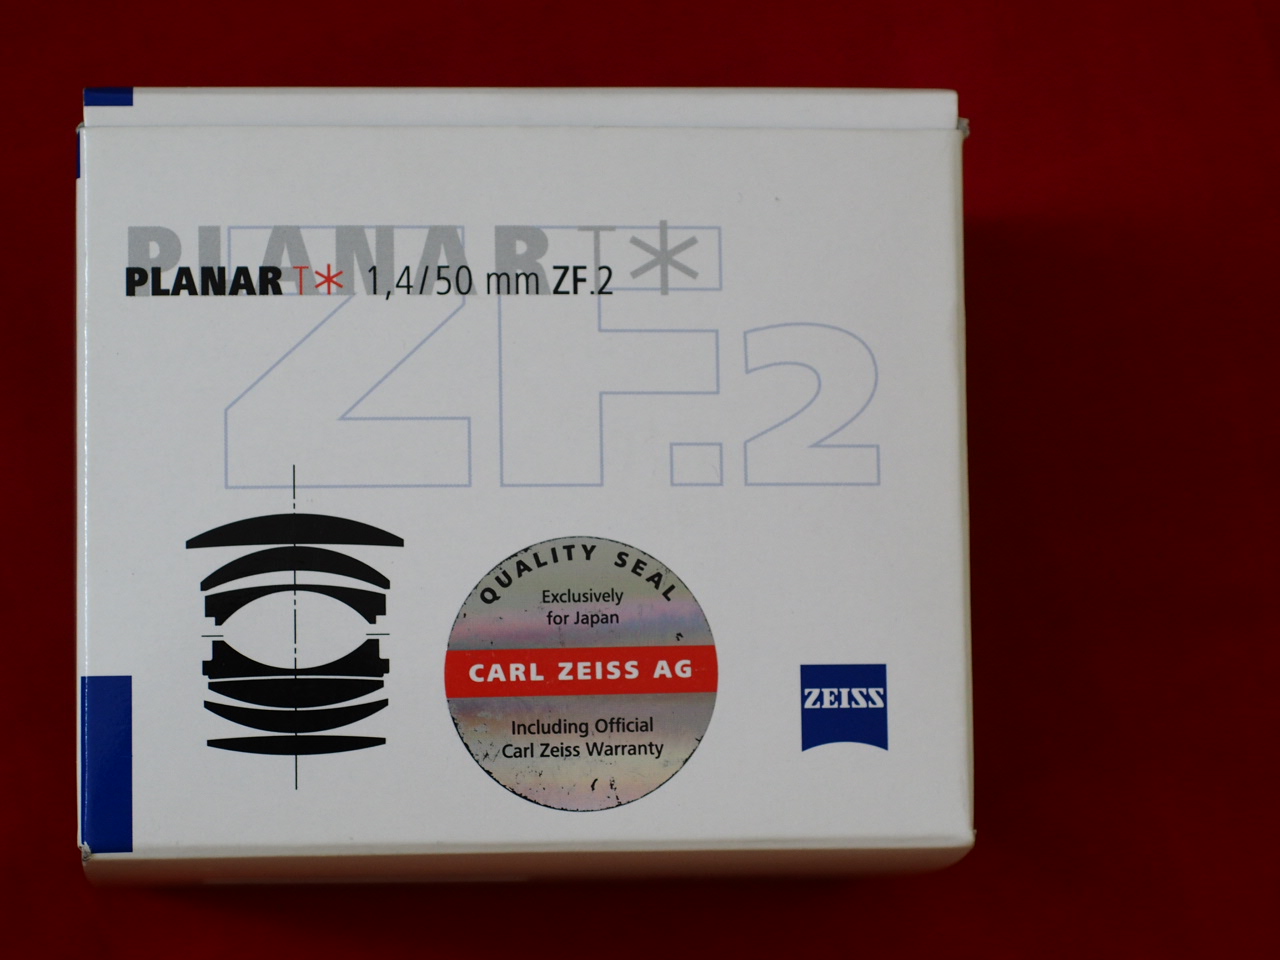 PLANAR T*
PLANAR T* 1,4/50 mm ZF.2
ZF.2
QUALITY SEAL
Exclusively
for Japan
CARL ZEISS AG
Including Official
Carl Zeiss Warranty
ZEISS